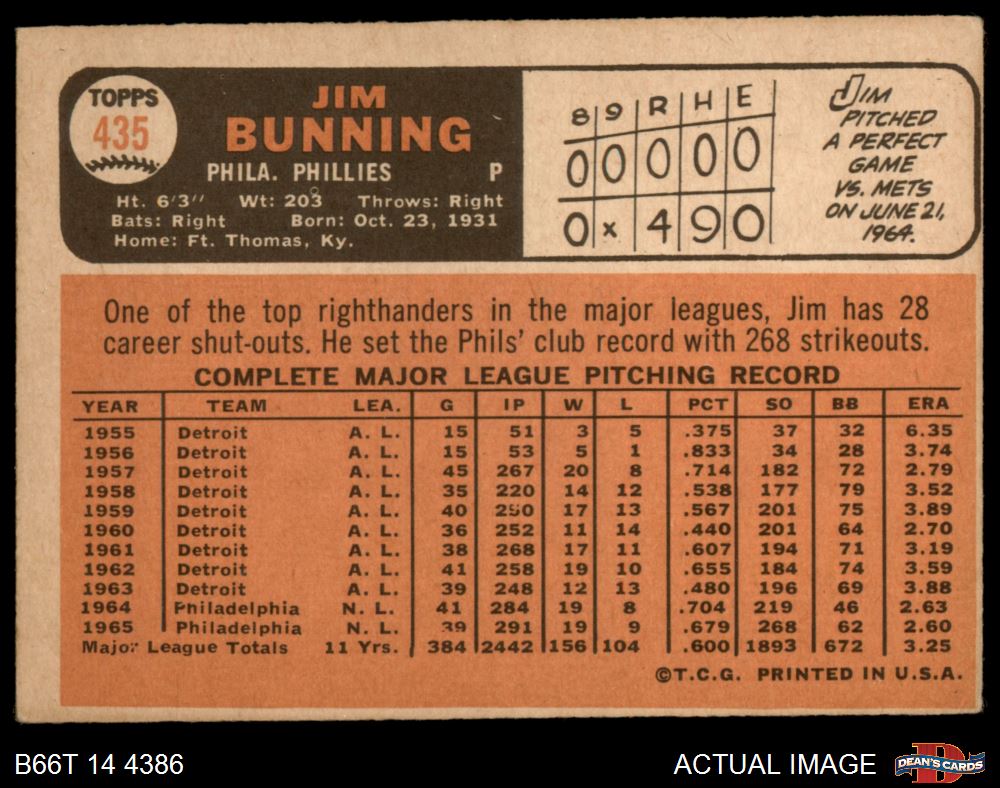 TOPPS
435
JIM
BUNNING
PHILA. PHILLIES P
Ht. 6'3" Wt: 203 Throws: Right
Bats: Right Born: Oct. 23, 1931
Home: Ft. Thomas, Ky.
8 9 R H E
0 0 0 0 0
0 x 4 9 0
JIM
PITCHED
A PERFECT
GAME
VS. METS
ON JUNE 21,
1964.
One of the top righthanders in the major leagues, Jim has 28
career shut-outs. He set the Phils' club record with 268 strikeouts.
COMPLETE MAJOR LEAGUE PITCHING RECORD
YEAR TEAM LEA. G IP W L PCT SO BB ERA
1955 Detroit A. L. 15 51 3 5 .375 37 32 6.35
1956 Detroit A. L. 15 53 5 1 .833 34 28 3.74
1957 Detroit A. L. 45 267 20 8 .714 182 72 2.79
1958 Detroit A. L. 35 220 14 12 .538 177 79 3.52
1959 Detroit A. L. 40 250 17 13 .567 201 75 3.89
1960 Detroit A. L. 36 252 11 14 .440 201 64 2.70
1961 Detroit A. L. 38 268 17 11 .607 194 71 3.19
1962 Detroit A. L. 41 258 19 10 .655 184 74 3.59
1963 Detroit A. L. 39 248 12 13 .480 196 69 3.88
1964 Philadelphia N. L. 41 284 19 8 .704 219 46 2.63
1965 Philadelphia N. L. 39 291 19 9 .679 268 62 2.60
Major League Totals 11 Yrs. 384 2442 156 104 .600 1893 672 3.25
©T.C.G. PRINTED IN U.S.A.
B66T 14 4386 ACTUAL IMAGE
D
DEAN'S CARDS